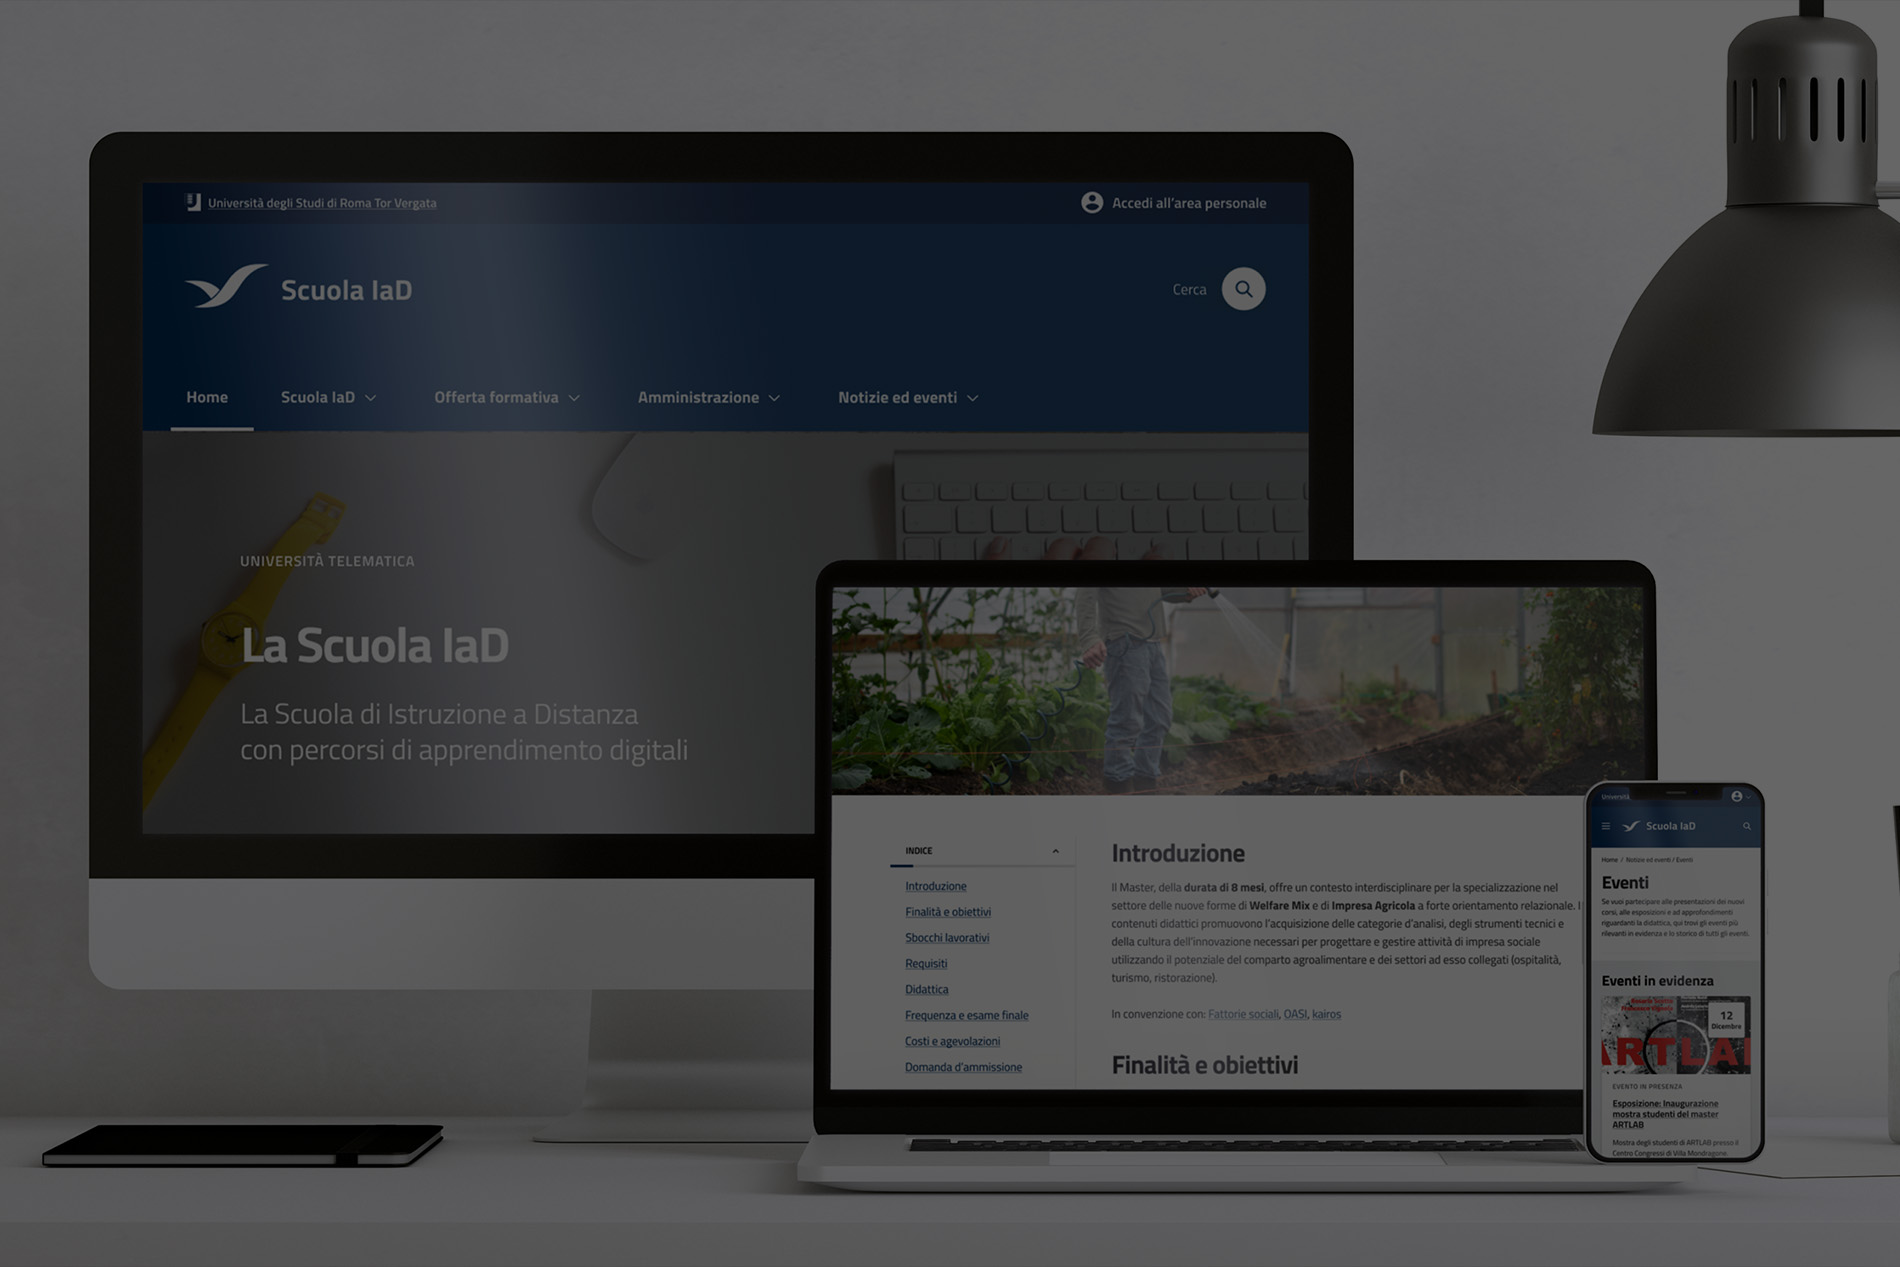 Università degli Studi di Roma Tor Vergata
Accedi all'area personale
Scuola IaD
Cerca
Home
Scuola IaD
Offerta formativa
Amministrazione
Notizie ed eventi
UNIVERSITÀ TELEMATICA
La Scuola IaD
La Scuola di Istruzione a Distanza
con percorsi di apprendimento digitali
INDICE
Introduzione
Finalità e obiettivi
Sbocchi lavorativi
Requisiti
Didattica
Frequenza e esame finale
Costi e agevolazioni
Domanda d'ammissione
Introduzione
Il Master, della durata di 8 mesi, offre un contesto interdisciplinare per la specializzazione nel
settore delle nuove forme di Welfare Mix e di Impresa Agricola a forte orientamento relazionale. I
contenuti didattici promuovono l'acquisizione delle categorie d'analisi, degli strumenti tecnici e
della cultura dell'innovazione necessari per progettare e gestire attività di impresa sociale
utilizzando il potenziale del comparto agroalimentare e dei settori ad esso collegati (ospitalità,
turismo, ristorazione).
In convenzione con: Fattorie sociali, OASI, kairos
Finalità e obiettivi
Università
Scuola IaD
Home / Notizie ed eventi / Eventi
Eventi
Se vuoi partecipare alle presentazioni dei nuovi
corsi, alle esposizioni e ad approfondimenti
riguardanti la didattica, qui trovi gli eventi più
rilevanti in evidenza e lo storico di tutti gli eventi.
Eventi in evidenza
12
Dicembre
ARTLAB
EVENTO IN PRESENZA
Esposizione: Inaugurazione
mostra studenti del master
ARTLAB
Mostra degli studenti di ARTLAB presso il
Centro Congressi di Villa Mondragone.